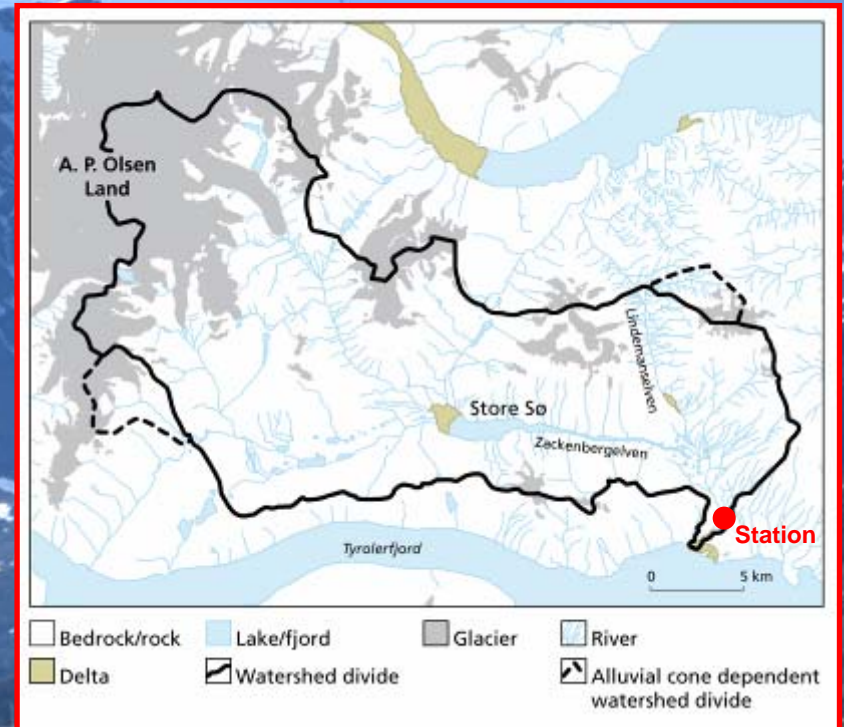 A. P. Olsen
Land
Lindemanselven
Store Sø
Zackenbergelven
Station
Tyrolerfjord
0 5 km
Bedrock/rock
Lake/fjord
Glacier
River
Delta
Watershed divide
Alluvial cone dependent
watershed divide